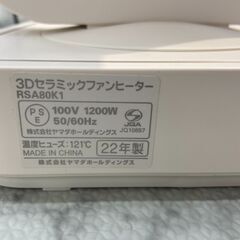 3Dセラミックファンヒーター
RSA80K1
PSE
100V 1200W
50/60Hz
JQA
JQ10867
株式会社ヤマダホールディングス
温度ヒューズ:121℃
MADE IN CHINA
22年製
株式会社ヤマダホールディングス